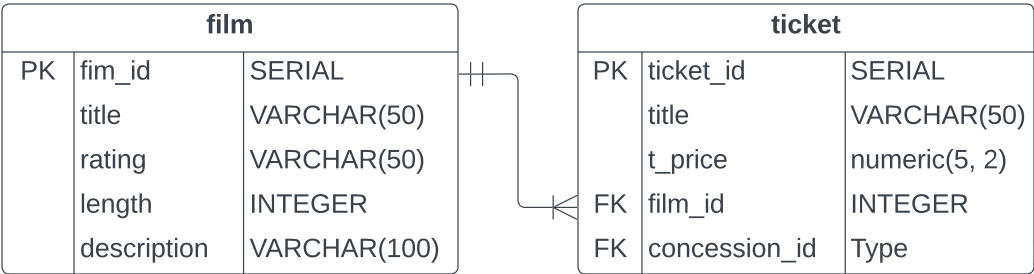 film
PK fim_id SERIAL
title VARCHAR(50)
rating VARCHAR(50)
length INTEGER
description VARCHAR(100)
ticket
PK ticket_id SERIAL
title VARCHAR(50)
t_price numeric(5, 2)
FK film_id INTEGER
FK concession_id Type